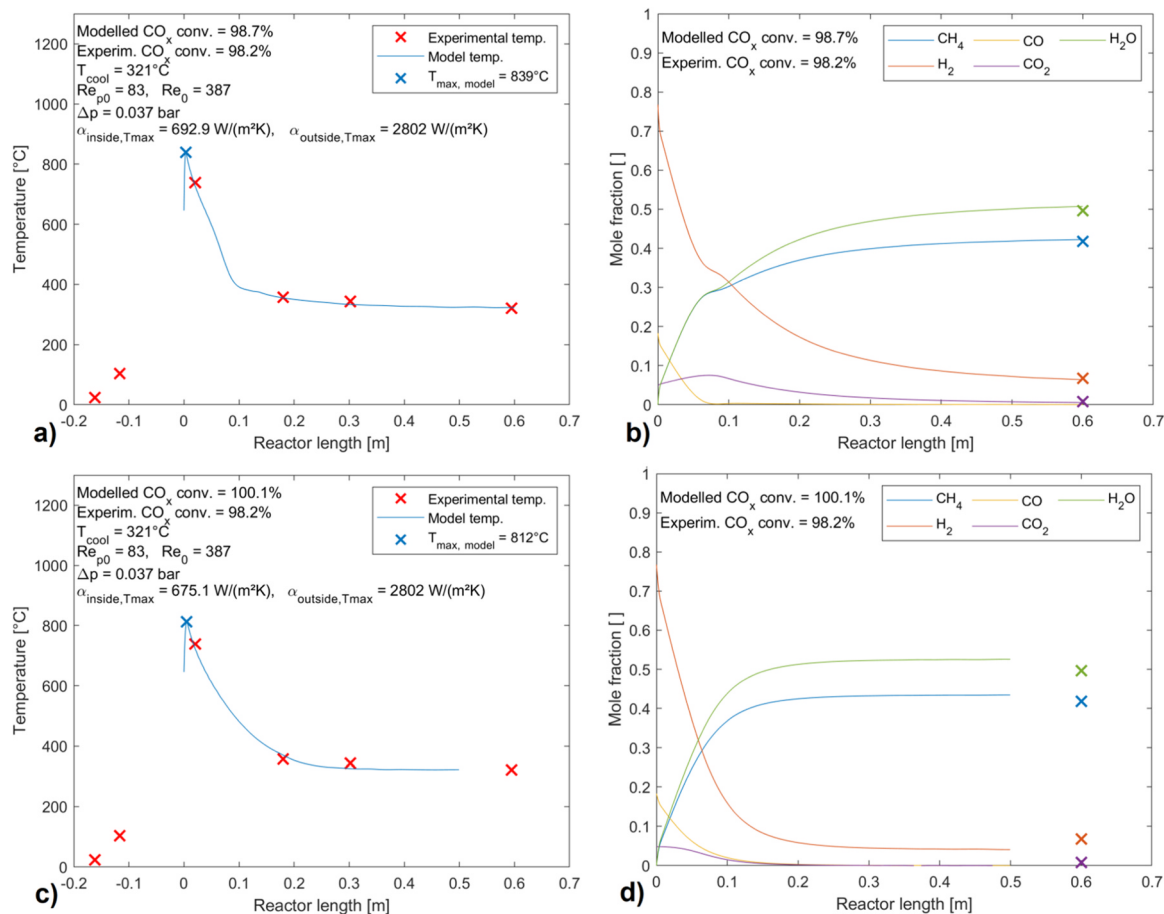 Modelled COx conv. = 98.7%
Experim. COx conv. = 98.2%
Tcool = 321°C
Rep0 = 83, Re0 = 387
Δp = 0.037 bar
αinside,Tmax = 692.9 W/(m²K), αoutside,Tmax = 2802 W/(m²K)
Experimental temp.
Model temp.
Tmax, model = 839°C
Temperature [°C]
1200
1000
800
600
400
200
0
-0.2 -0.1 0 0.1 0.2 0.3 0.4 0.5 0.6 0.7
Reactor length [m]
a)
Modelled COx conv. = 98.7%
Experim. COx conv. = 98.2%
CH4 CO H2O
H2 CO2
Mole fraction [ ]
1
0.9
0.8
0.7
0.6
0.5
0.4
0.3
0.2
0.1
0
0 0.1 0.2 0.3 0.4 0.5 0.6 0.7
Reactor length [m]
b)
Modelled COx conv. = 100.1%
Experim. COx conv. = 98.2%
Tcool = 321°C
Rep0 = 83, Re0 = 387
Δp = 0.037 bar
αinside,Tmax = 675.1 W/(m²K), αoutside,Tmax = 2802 W/(m²K)
Experimental temp.
Model temp.
Tmax, model = 812°C
Temperature [°C]
1200
1000
800
600
400
200
0
-0.2 -0.1 0 0.1 0.2 0.3 0.4 0.5 0.6 0.7
Reactor length [m]
c)
Modelled COx conv. = 100.1%
Experim. COx conv. = 98.2%
CH4 CO H2O
H2 CO2
Mole fraction [ ]
1
0.9
0.8
0.7
0.6
0.5
0.4
0.3
0.2
0.1
0
0 0.1 0.2 0.3 0.4 0.5 0.6 0.7
Reactor length [m]
d)